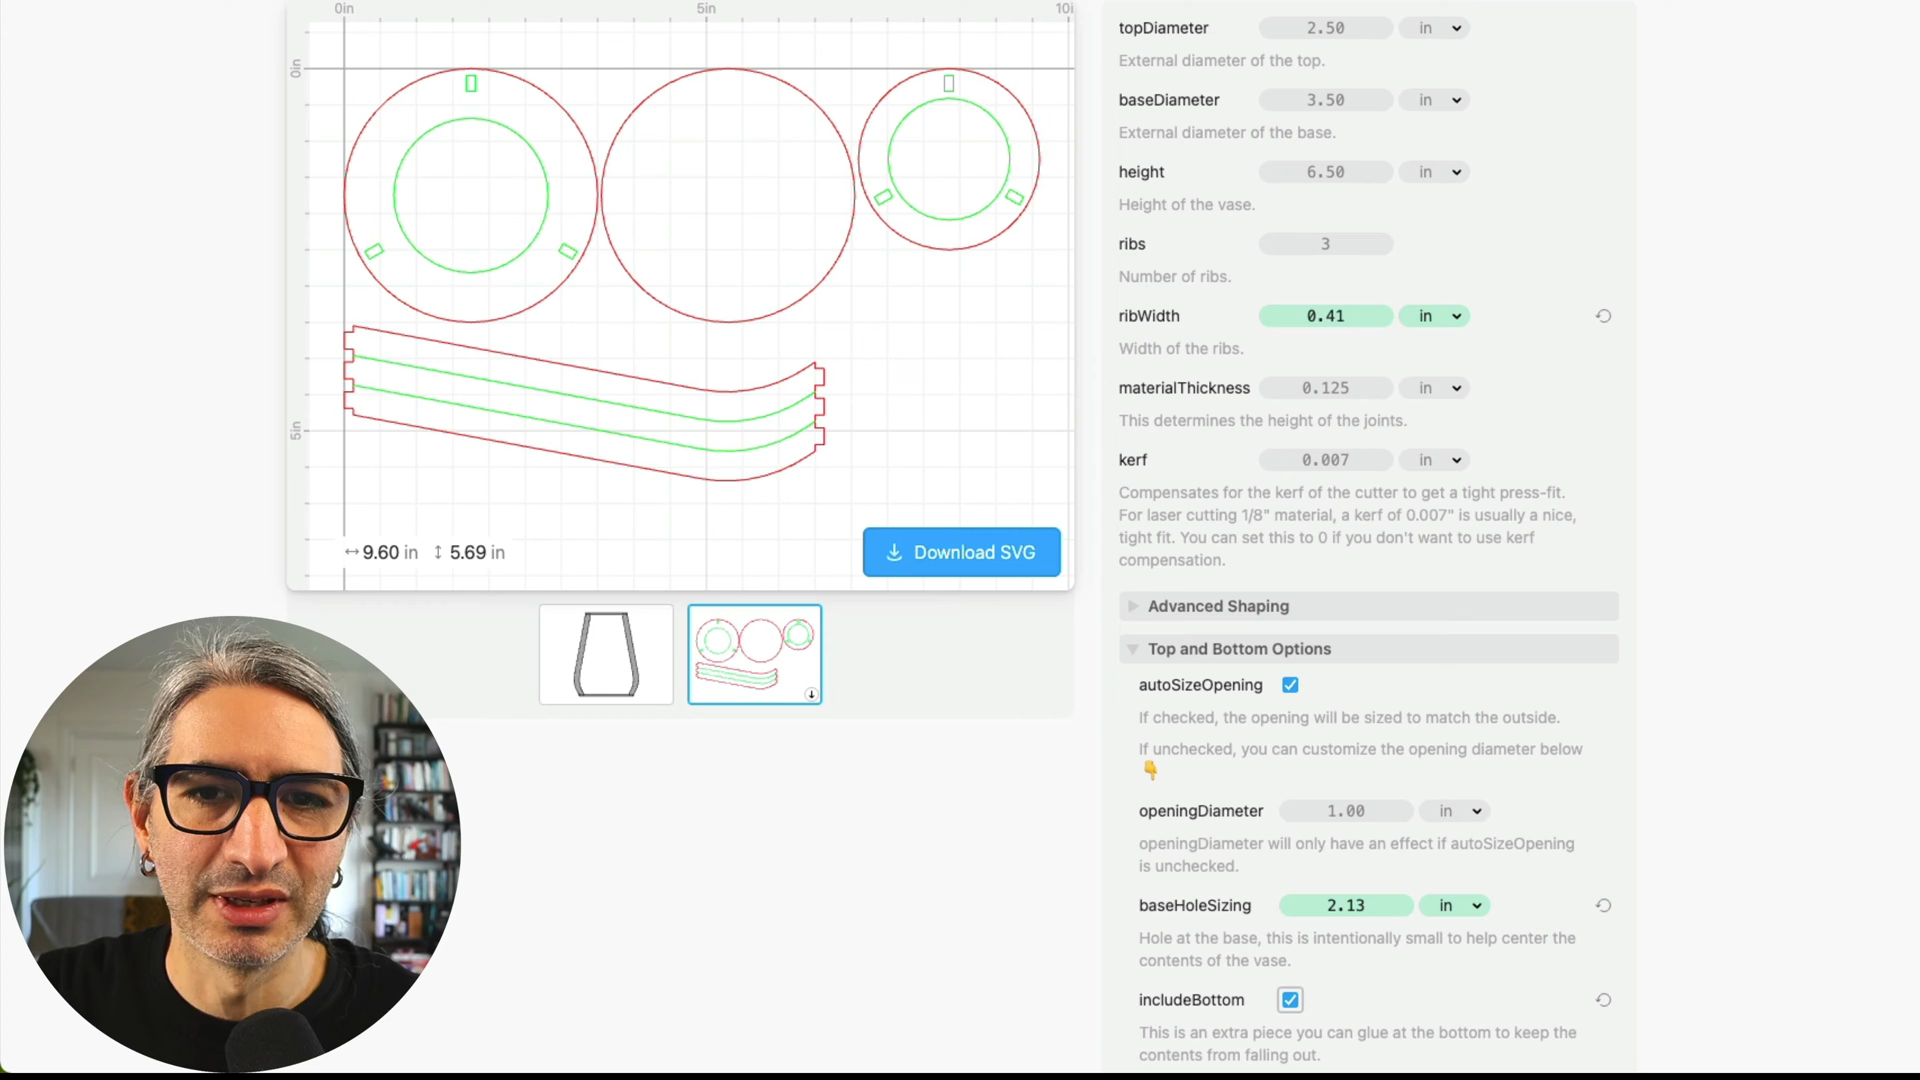 0in
5in
10i
0in
5in
9.60 in
5.69 in
Download SVG
topDiameter 2.50 in
External diameter of the top.
baseDiameter 3.50 in
External diameter of the base.
height 6.50 in
Height of the vase.
ribs 3
Number of ribs.
ribWidth 0.41 in
Width of the ribs.
materialThickness 0.125 in
This determines the height of the joints.
kerf 0.007 in
Compensates for the kerf of the cutter to get a tight press-fit.
For laser cutting 1/8" material, a kerf of 0.007" is usually a nice,
tight fit. You can set this to 0 if you don't want to use kerf
compensation.
Advanced Shaping
Top and Bottom Options
autoSizeOpening
If checked, the opening will be sized to match the outside.
If unchecked, you can customize the opening diameter below
👇
openingDiameter 1.00 in
openingDiameter will only have an effect if autoSizeOpening
is unchecked.
baseHoleSizing 2.13 in
Hole at the base, this is intentionally small to help center the
contents of the vase.
includeBottom
This is an extra piece you can glue at the bottom to keep the
contents from falling out.